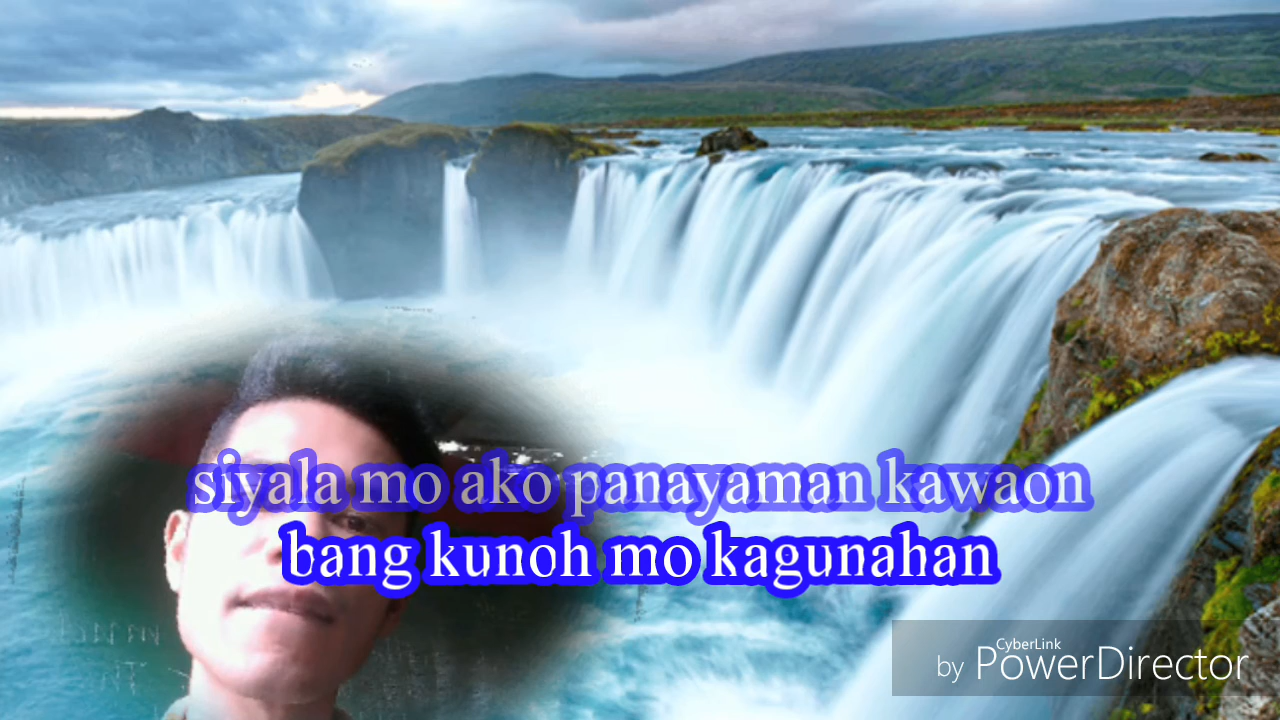 siyala mo ako panayaman kawaon
bang kunoh mo kagunahan
CyberLink
by PowerDirector